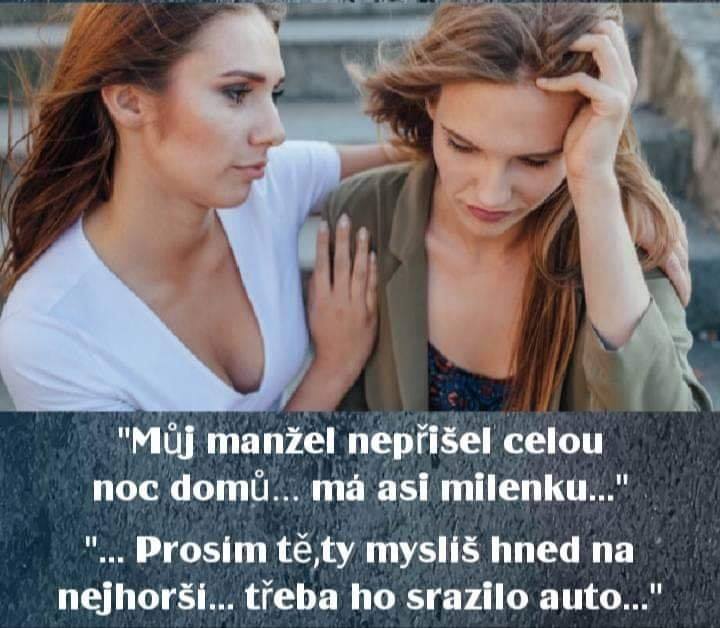 "Můj manžel nepřišel celou
noc domů... má asi milenku..."
"... Prosím tě,ty myslíš hned na
nejhorší... třeba ho srazilo auto..."